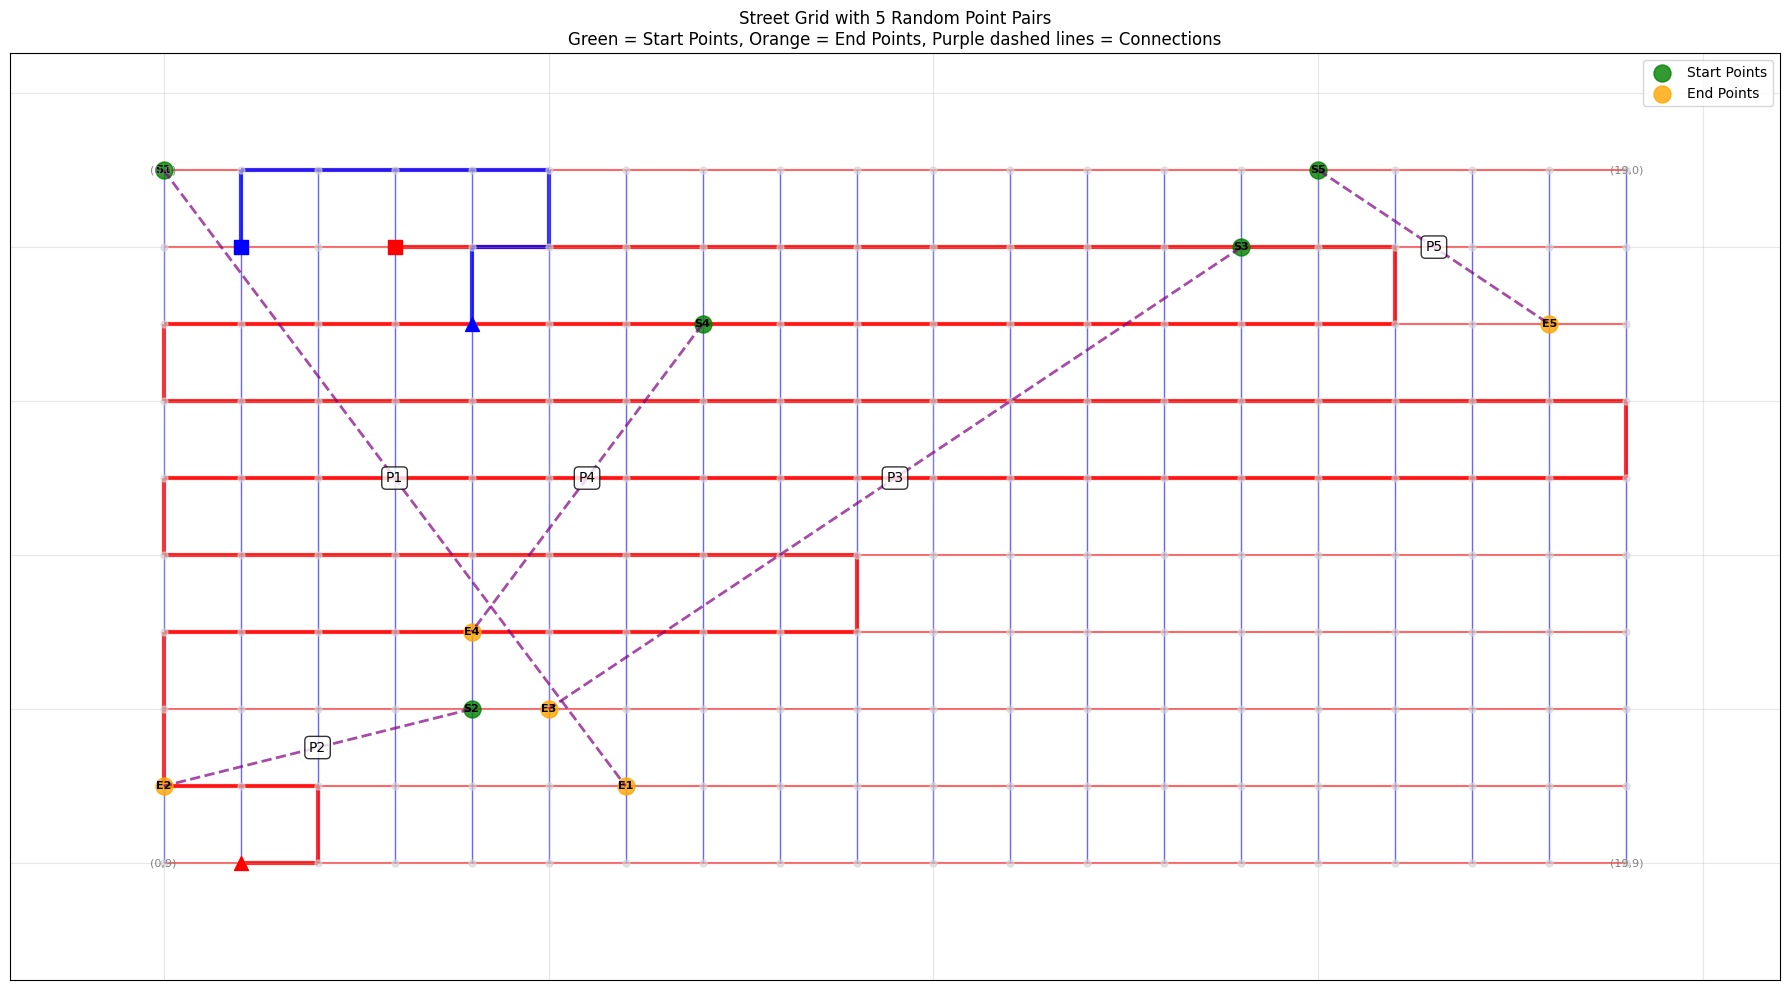 Street Grid with 5 Random Point Pairs
Green = Start Points, Orange = End Points, Purple dashed lines = Connections
Start Points
End Points
S1
S5
(19,0)
S3
P5
S4
E5
P1
P4
P3
E4
S2
E3
P2
E2
E1
(0,9)
(19,9)